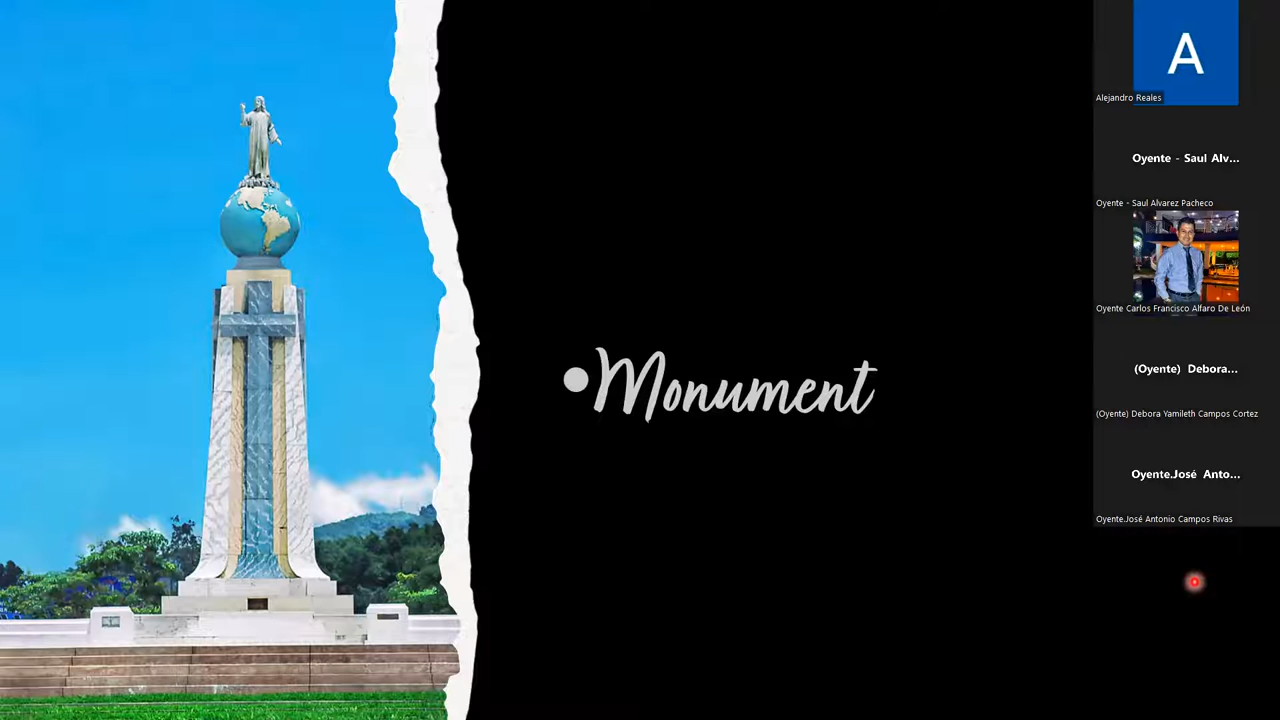 •Monument
A
Alejandro Reales
Oyente - Saul Alv...
Oyente - Saul Alvarez Pacheco
Oyente Carlos Francisco Alfaro De León
(Oyente) Debora...
(Oyente) Debora Yamileth Campos Cortez
Oyente.José Anto...
Oyente.José Antonio Campos Rivas